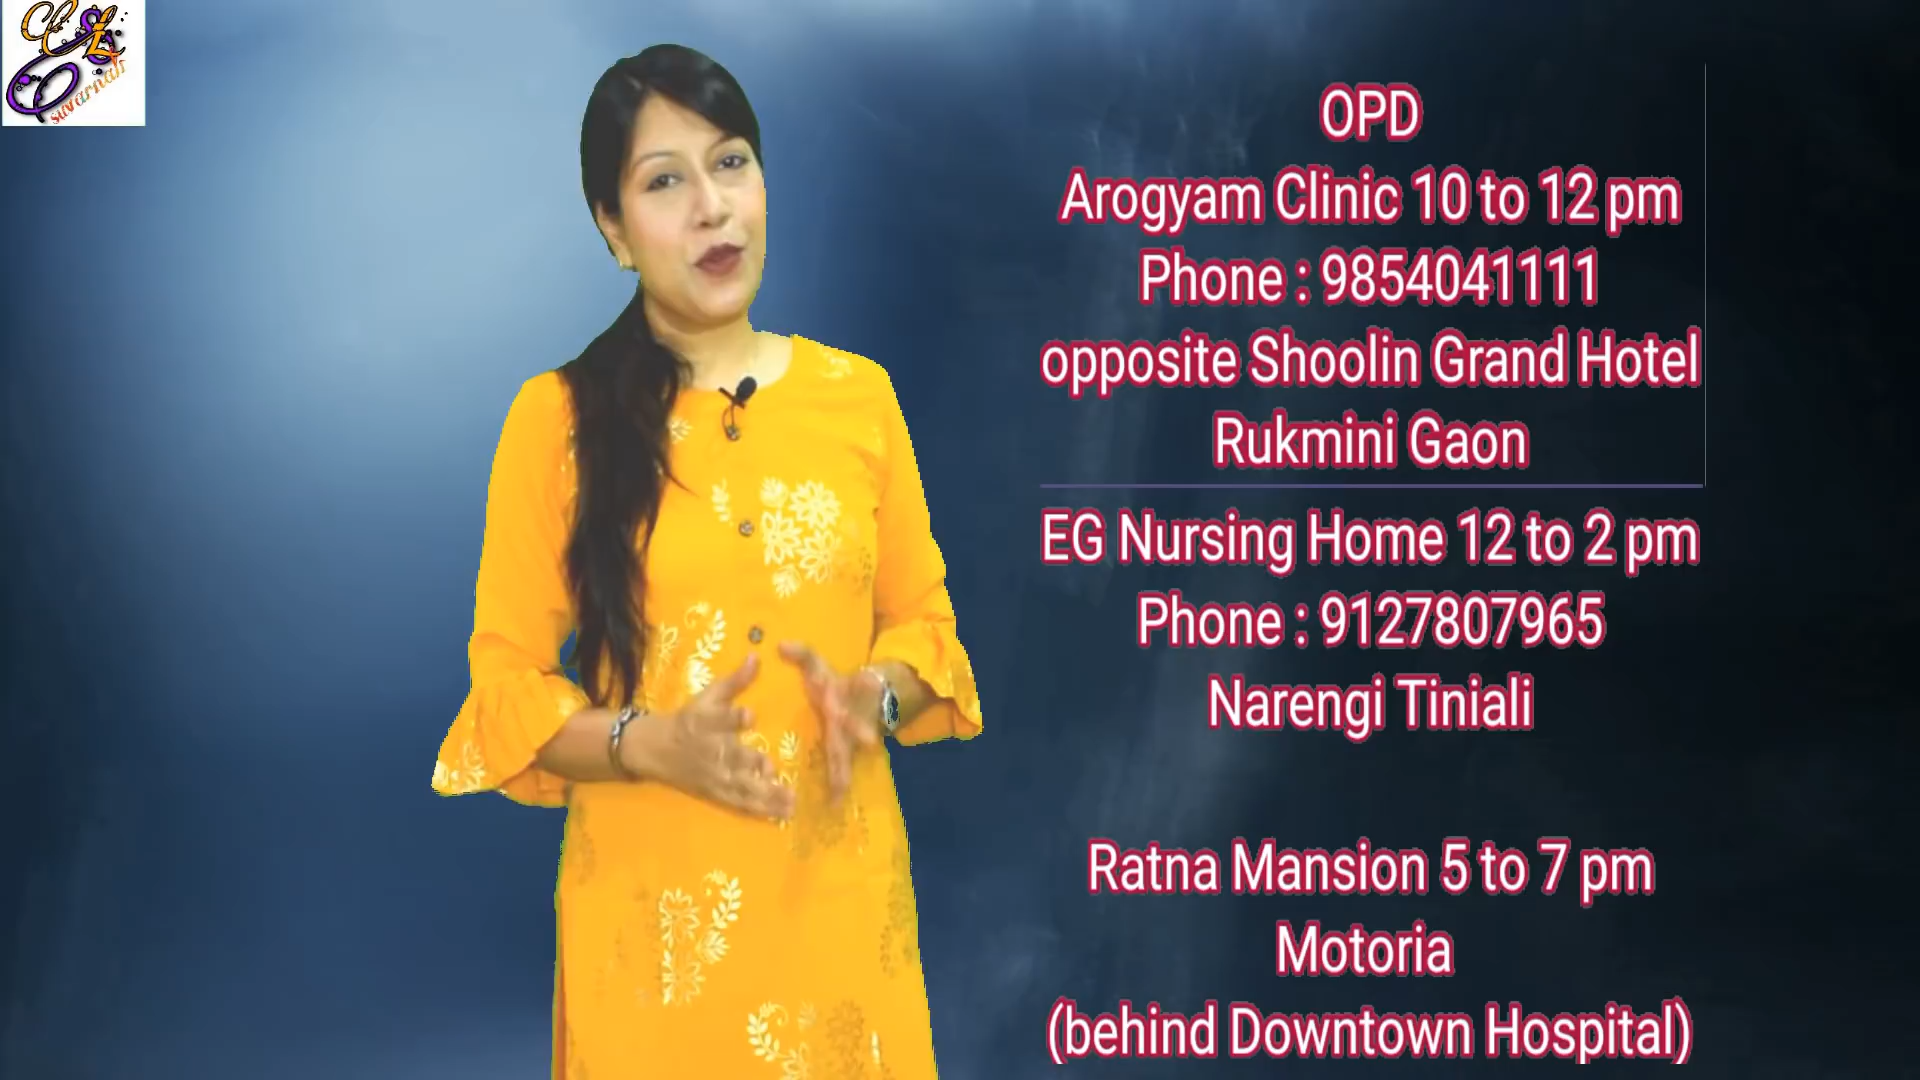 suvarnah
OPD
Arogyam Clinic 10 to 12 pm
Phone : 9854041111
opposite Shoolin Grand Hotel
Rukmini Gaon
EG Nursing Home 12 to 2 pm
Phone : 9127807965
Narengi Tiniali
Ratna Mansion 5 to 7 pm
Motoria
(behind Downtown Hospital)